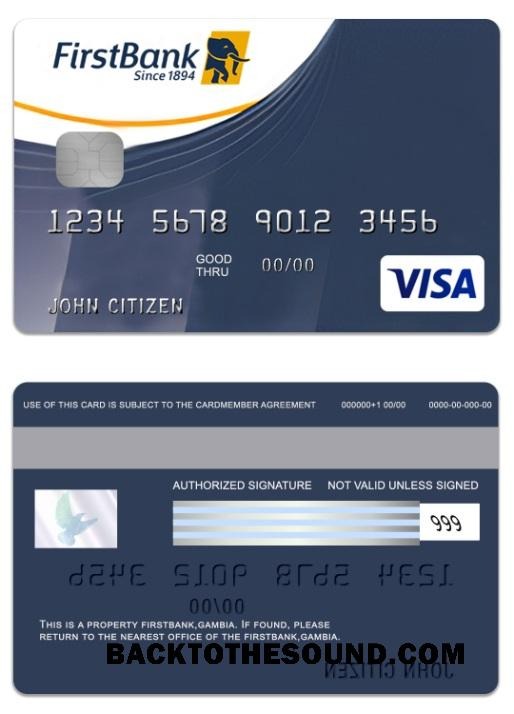 FirstBank
Since 1894
1234 5678 9012 3456
GOOD THRU 00/00
VISA
JOHN CITIZEN
USE OF THIS CARD IS SUBJECT TO THE CARDMEMBER AGREEMENT 000000+1 00/00 0000-00-000-00
AUTHORIZED SIGNATURE NOT VALID UNLESS SIGNED
999
1234 5678 9012 3456
00/00
THIS IS A PROPERTY FIRSTBANK,GAMBIA. IF FOUND, PLEASE
RETURN TO THE NEAREST OFFICE OF THE FIRSTBANK,GAMBIA.
BACKTOTHESOUND.COM
JOHN CITIZEN